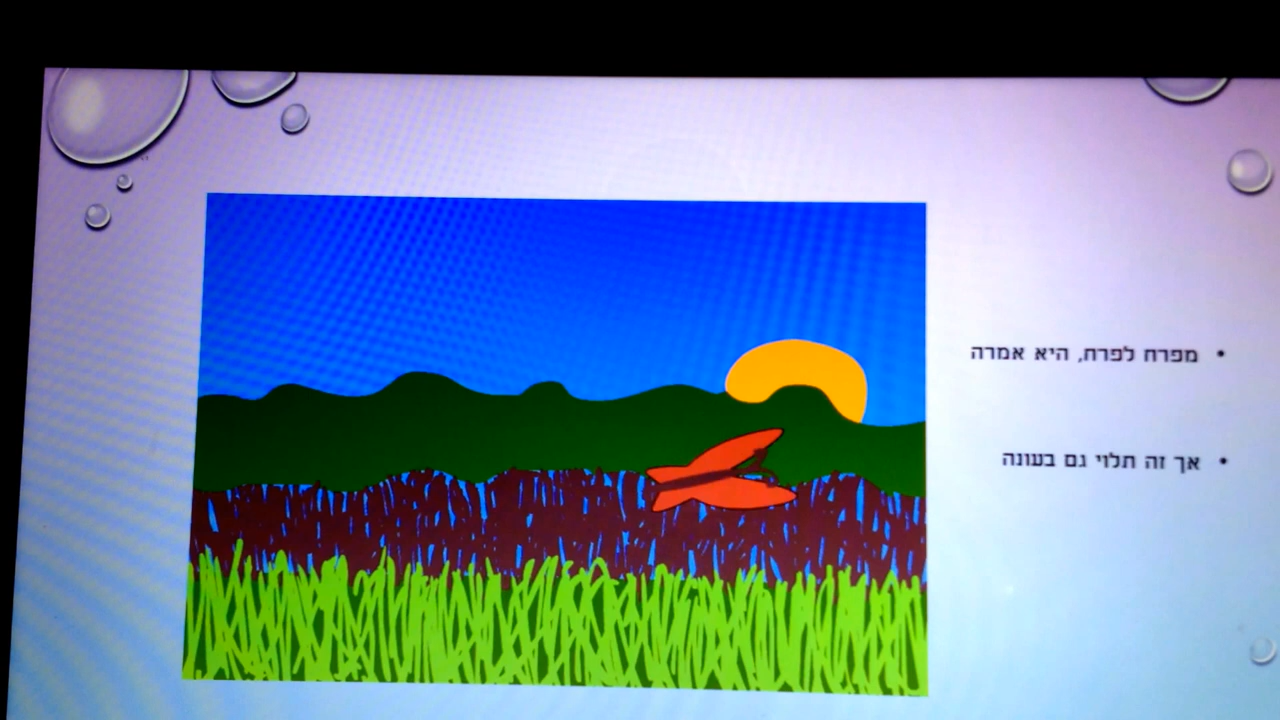 • מפרח לפרח, היא אמרה
• אך זה תלוי גם בעונה